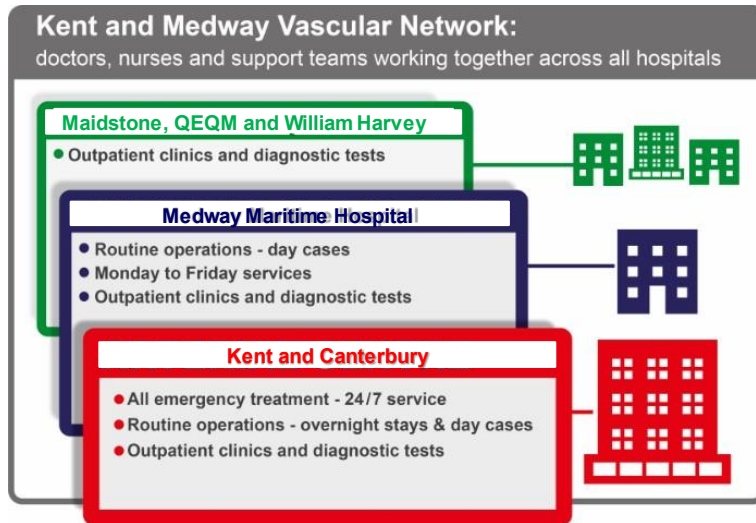 Kent and Medway Vascular Network:
doctors, nurses and support teams working together across all hospitals
Maidstone, QEQM and William Harvey
• Outpatient clinics and diagnostic tests
Medway Maritime Hospital
• Routine operations - day cases
• Monday to Friday services
• Outpatient clinics and diagnostic tests
Kent and Canterbury
• All emergency treatment - 24/7 service
• Routine operations - overnight stays & day cases
• Outpatient clinics and diagnostic tests